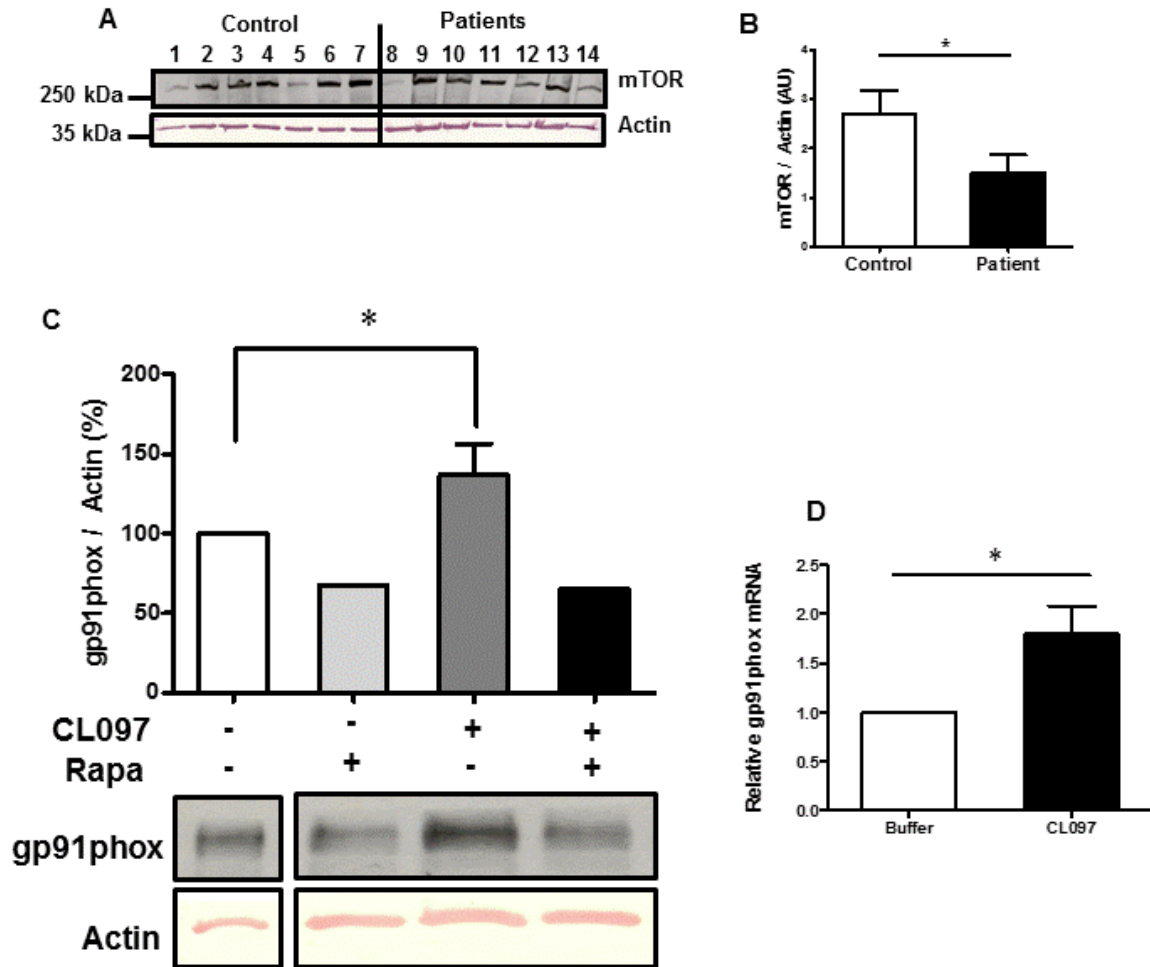 A
Control Patients
1 2 3 4 5 6 7 8 9 10 11 12 13 14
250 kDa mTOR
35 kDa Actin
B
*
mTOR / Actin (AU)
4
3
2
1
0
Control Patient
C
*
gp91phox / Actin (%)
200
150
100
50
0
CL097 - - + +
Rapa - + - +
gp91phox
Actin
D
*
Relative gp91phox mRNA
2.5
2.0
1.5
1.0
0.5
0.0
Buffer CL097